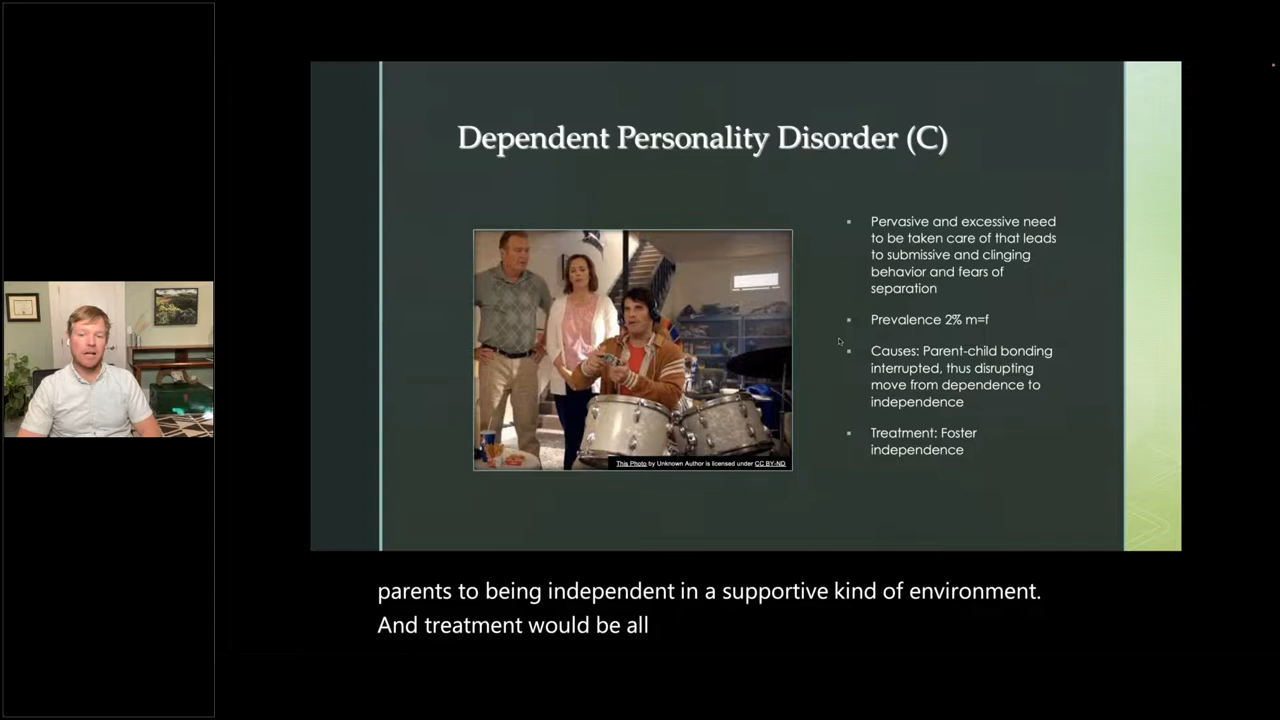 Dependent Personality Disorder (C)
Pervasive and excessive need
to be taken care of that leads
to submissive and clinging
behavior and fears of
separation
Prevalence 2% m=f
Causes: Parent-child bonding
interrupted, thus disrupting
move from dependence to
independence
Treatment: Foster
independence
This Photo by Unknown Author is licensed under CC BY-ND
parents to being independent in a supportive kind of environment.
And treatment would be all